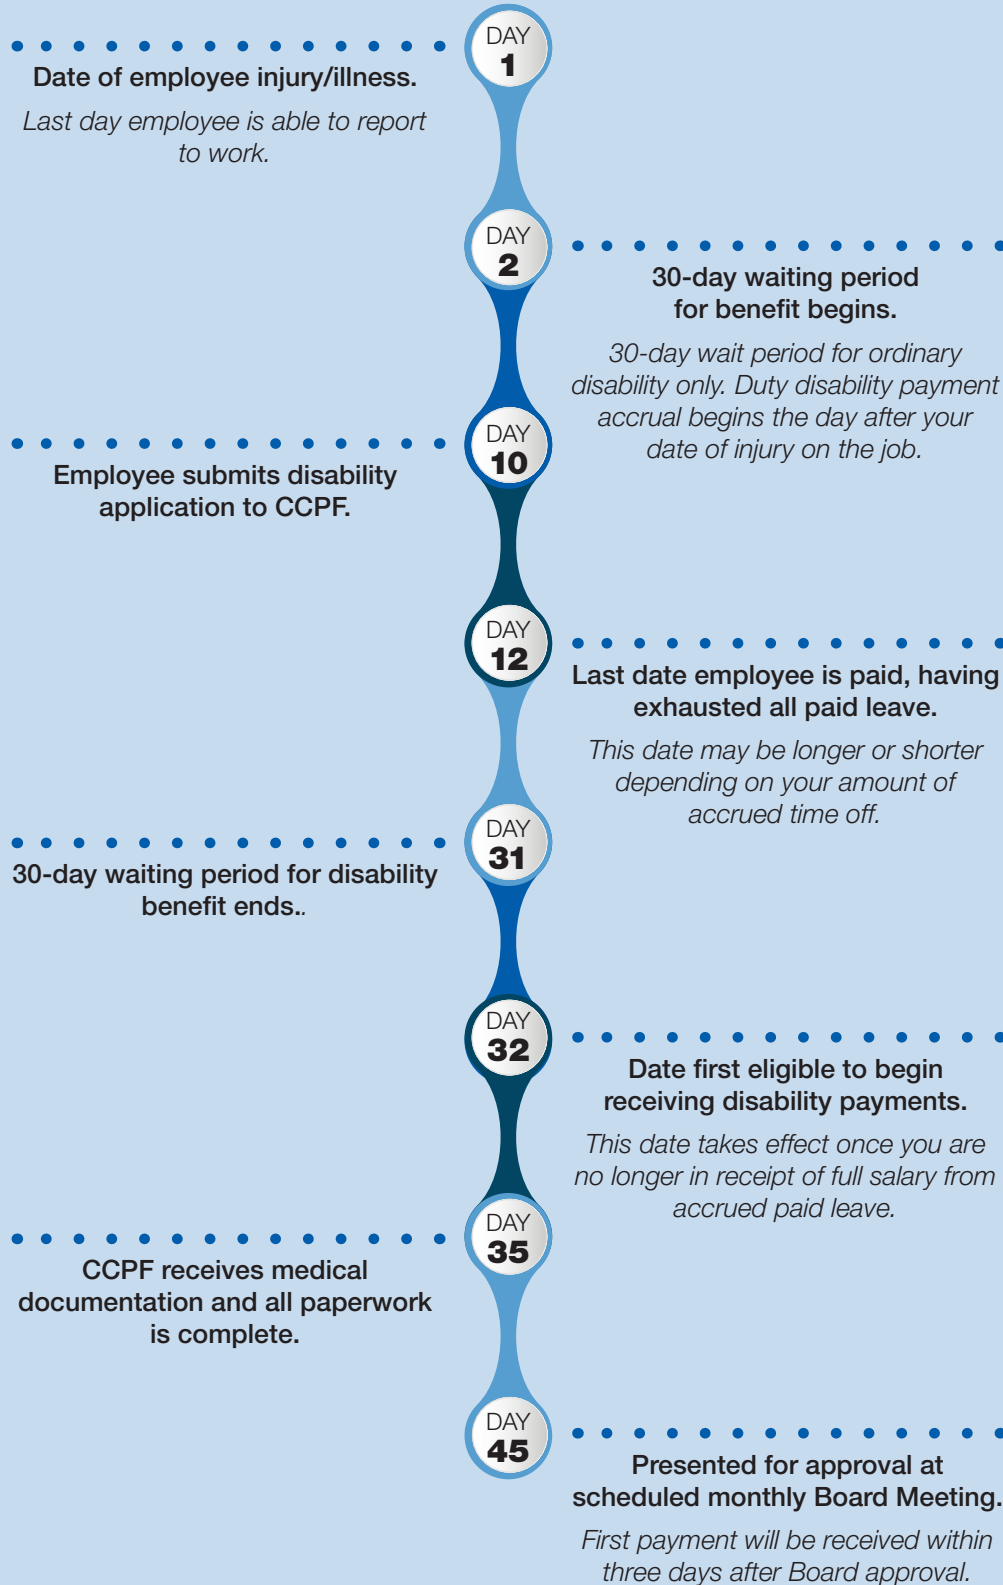 DAY
1
Date of employee injury/illness.
Last day employee is able to report
to work.
DAY
2
30-day waiting period
for benefit begins.
30-day wait period for ordinary
disability only. Duty disability payment
accrual begins the day after your
date of injury on the job.
DAY
10
Employee submits disability
application to CCPF.
DAY
12
Last date employee is paid, having
exhausted all paid leave.
This date may be longer or shorter
depending on your amount of
accrued time off.
DAY
31
30-day waiting period for disability
benefit ends..
DAY
32
Date first eligible to begin
receiving disability payments.
This date takes effect once you are
no longer in receipt of full salary from
accrued paid leave.
DAY
35
CCPF receives medical
documentation and all paperwork
is complete.
DAY
45
Presented for approval at
scheduled monthly Board Meeting.
First payment will be received within
three days after Board approval.